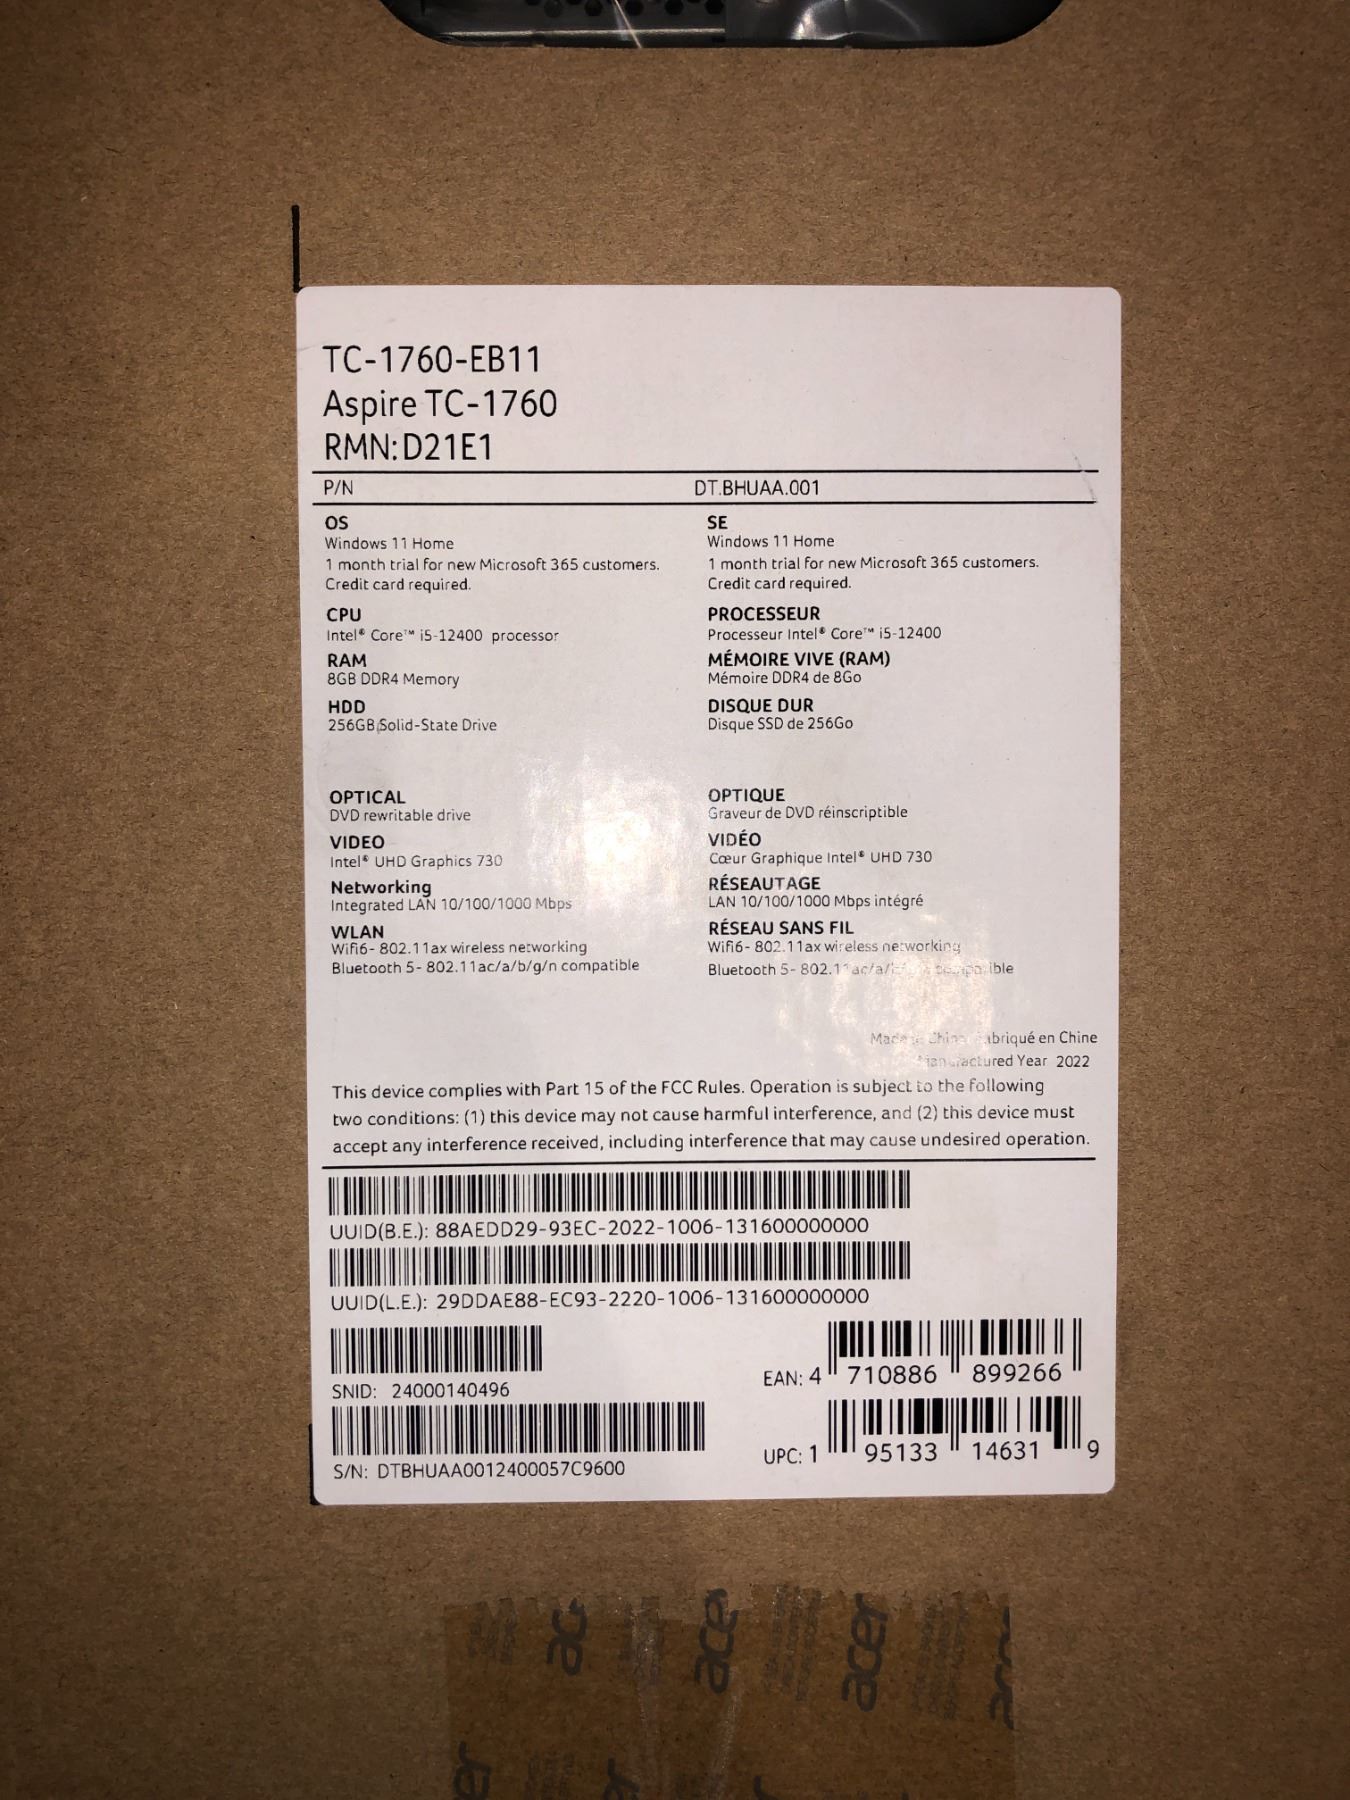 TC-1760-EB11
Aspire TC-1760
RMN:D21E1
P/N DT.BHUAA.001
OS
Windows 11 Home
1 month trial for new Microsoft 365 customers.
Credit card required.
CPU
Intel® Core™ i5-12400 processor
RAM
8GB DDR4 Memory
HDD
256GB Solid-State Drive
OPTICAL
DVD rewritable drive
VIDEO
Intel® UHD Graphics 730
Networking
Integrated LAN 10/100/1000 Mbps
WLAN
Wifi6- 802.11ax wireless networking
Bluetooth 5- 802.11ac/a/b/g/n compatible
SE
Windows 11 Home
1 month trial for new Microsoft 365 customers.
Credit card required.
PROCESSEUR
Processeur Intel® Core™ i5-12400
MÉMOIRE VIVE (RAM)
Mémoire DDR4 de 8Go
DISQUE DUR
Disque SSD de 256Go
OPTIQUE
Graveur de DVD réinscriptible
VIDÉO
Cœur Graphique Intel® UHD 730
RÉSEAUTAGE
LAN 10/100/1000 Mbps intégré
RÉSEAU SANS FIL
Wifi6- 802.11ax wireless networking
Bluetooth 5-
Made in China Fabriqué en Chine
Manufactured Year 2022
This device complies with Part 15 of the FCC Rules. Operation is subject to the following
two conditions: (1) this device may not cause harmful interference, and (2) this device must
accept any interference received, including interference that may cause undesired operation.
UUID(B.E.): 88AEDD29-93EC-2022-1006-131600000000
UUID(L.E.): 29DDAE88-EC93-2220-1006-131600000000
SNID: 24000140496
S/N: DTBHUAA0012400057C9600
EAN: 4 710886 899266
UPC: 1 95133 14631 9
acer
acer